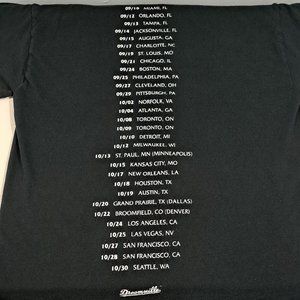 09/10 MIAMI, FL
09/12 ORLANDO, FL
09/13 TAMPA, FL
09/14 JACKSONVILLE, FL
09/15 AUGUSTA, GA
09/17 CHARLOTTE, NC
09/19 ST. LOUIS, MO
09/21 CHICAGO, IL
09/24 BOSTON, MA
09/25 PHILADELPHIA, PA
09/27 CLEVELAND, OH
09/29 PITTSBURGH, PA
10/02 NORFOLK, VA
10/04 ATLANTA, GA
10/08 TORONTO, ON
10/09 TORONTO, ON
10/10 DETROIT, MI
10/12 MILWAUKEE, WI
10/13 ST. PAUL, MN (MINNEAPOLIS)
10/15 KANSAS CITY, MO
10/17 NEW ORLEANS, LA
10/18 HOUSTON, TX
10/19 AUSTIN, TX
10/20 GRAND PRAIRIE, TX (DALLAS)
10/22 BROOMFIELD, CO (DENVER)
10/24 LOS ANGELES, CA
10/25 LAS VEGAS, NV
10/27 SAN FRANCISCO, CA
10/28 SAN FRANCISCO, CA
10/30 SEATTLE, WA
Dreamville